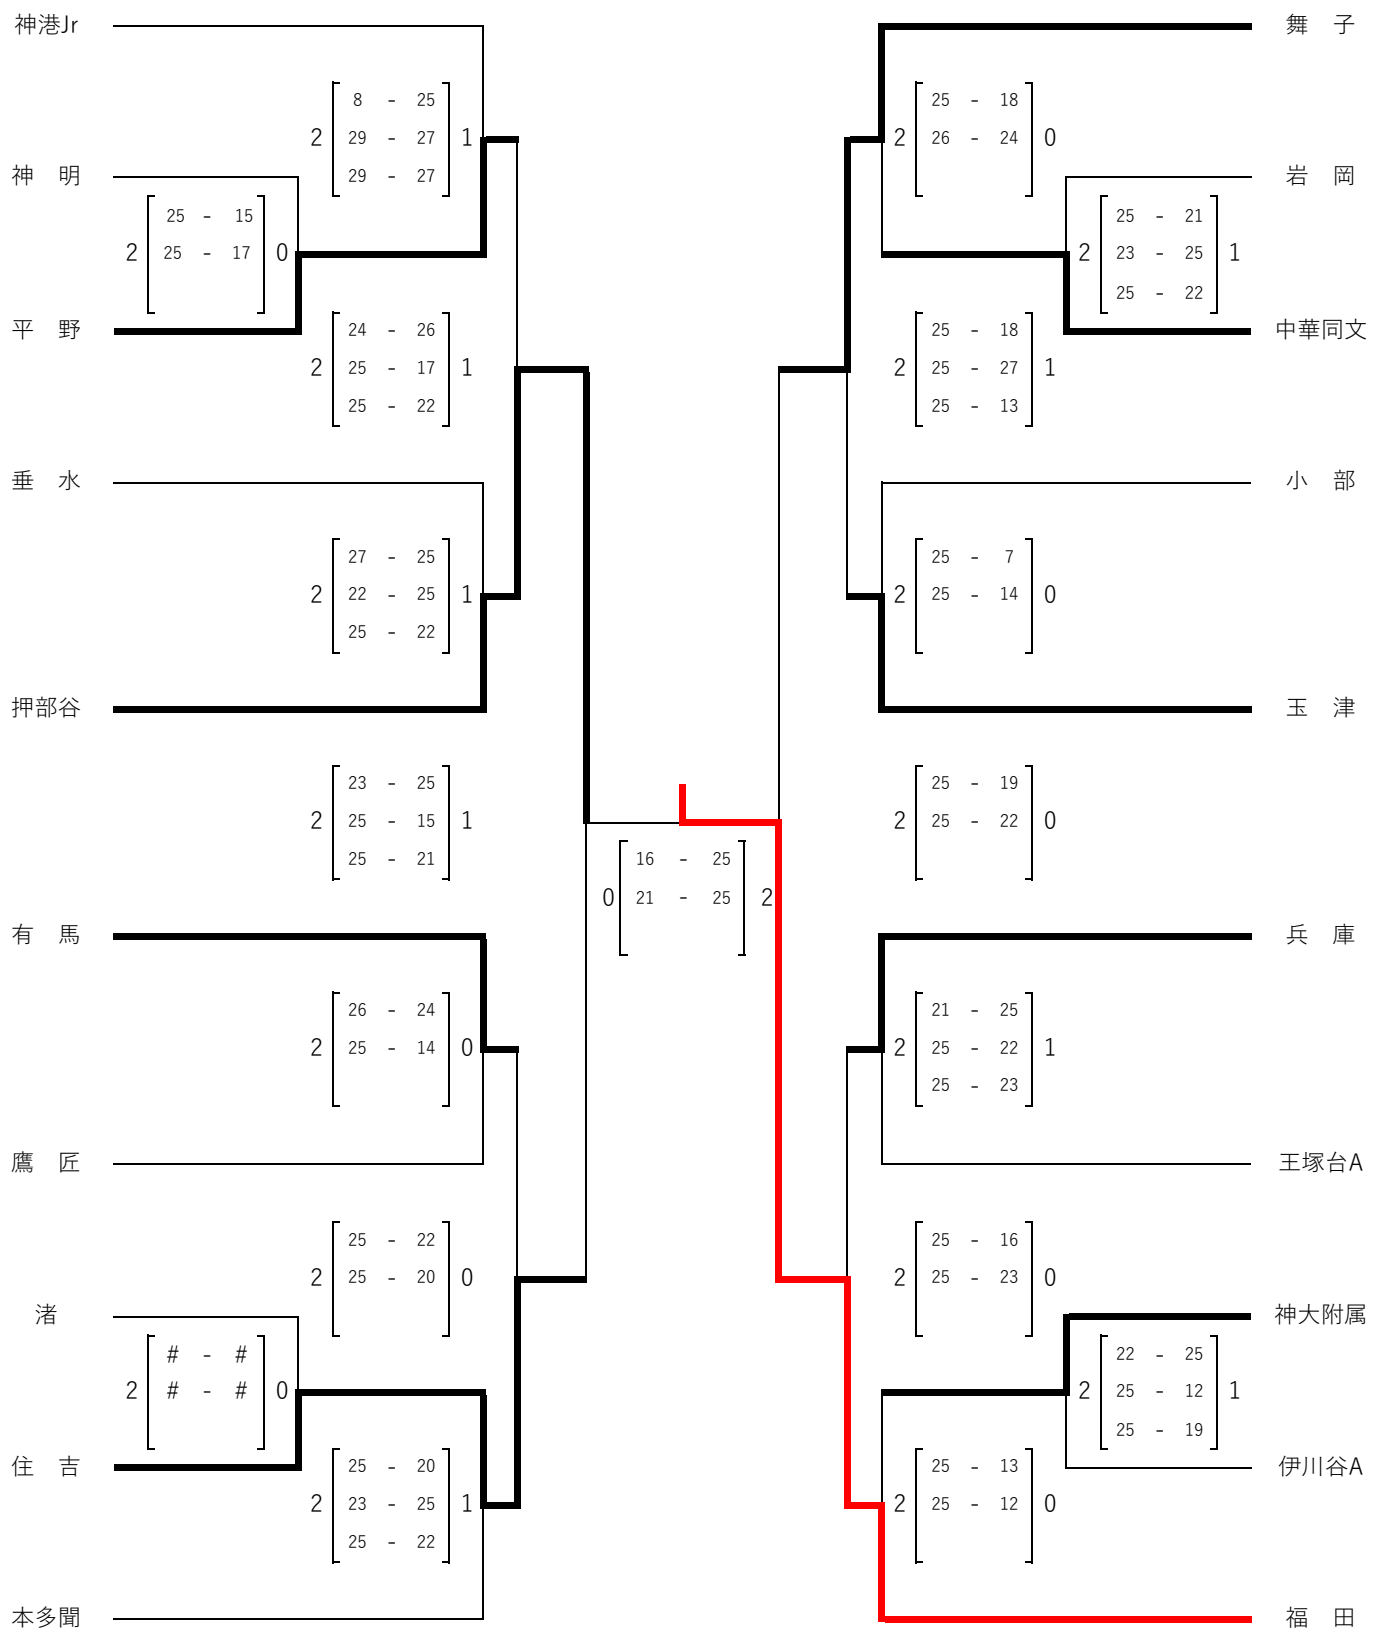 神港Jr
8 - 25
2 29 - 27 1
29 - 27
神 明
25 - 15
2 25 - 17 0
平 野
24 - 26
2 25 - 17 1
25 - 22
垂 水
27 - 25
2 22 - 25 1
25 - 22
押部谷
23 - 25
2 25 - 15 1
25 - 21
有 馬
26 - 24
2 25 - 14 0
鷹 匠
25 - 22
2 25 - 20 0
渚
# - #
2 # - # 0
住 吉
25 - 20
2 23 - 25 1
25 - 22
本多聞
16 - 25
0 21 - 25 2
舞 子
25 - 18
2 26 - 24 0
岩 岡
25 - 21
2 23 - 25 1
25 - 22
中華同文
25 - 18
2 25 - 27 1
25 - 13
小 部
25 - 7
2 25 - 14 0
玉 津
25 - 19
2 25 - 22 0
兵 庫
21 - 25
2 25 - 22 1
25 - 23
王塚台A
25 - 16
2 25 - 23 0
神大附属
22 - 25
2 25 - 12 1
25 - 19
伊川谷A
25 - 13
2 25 - 12 0
福 田